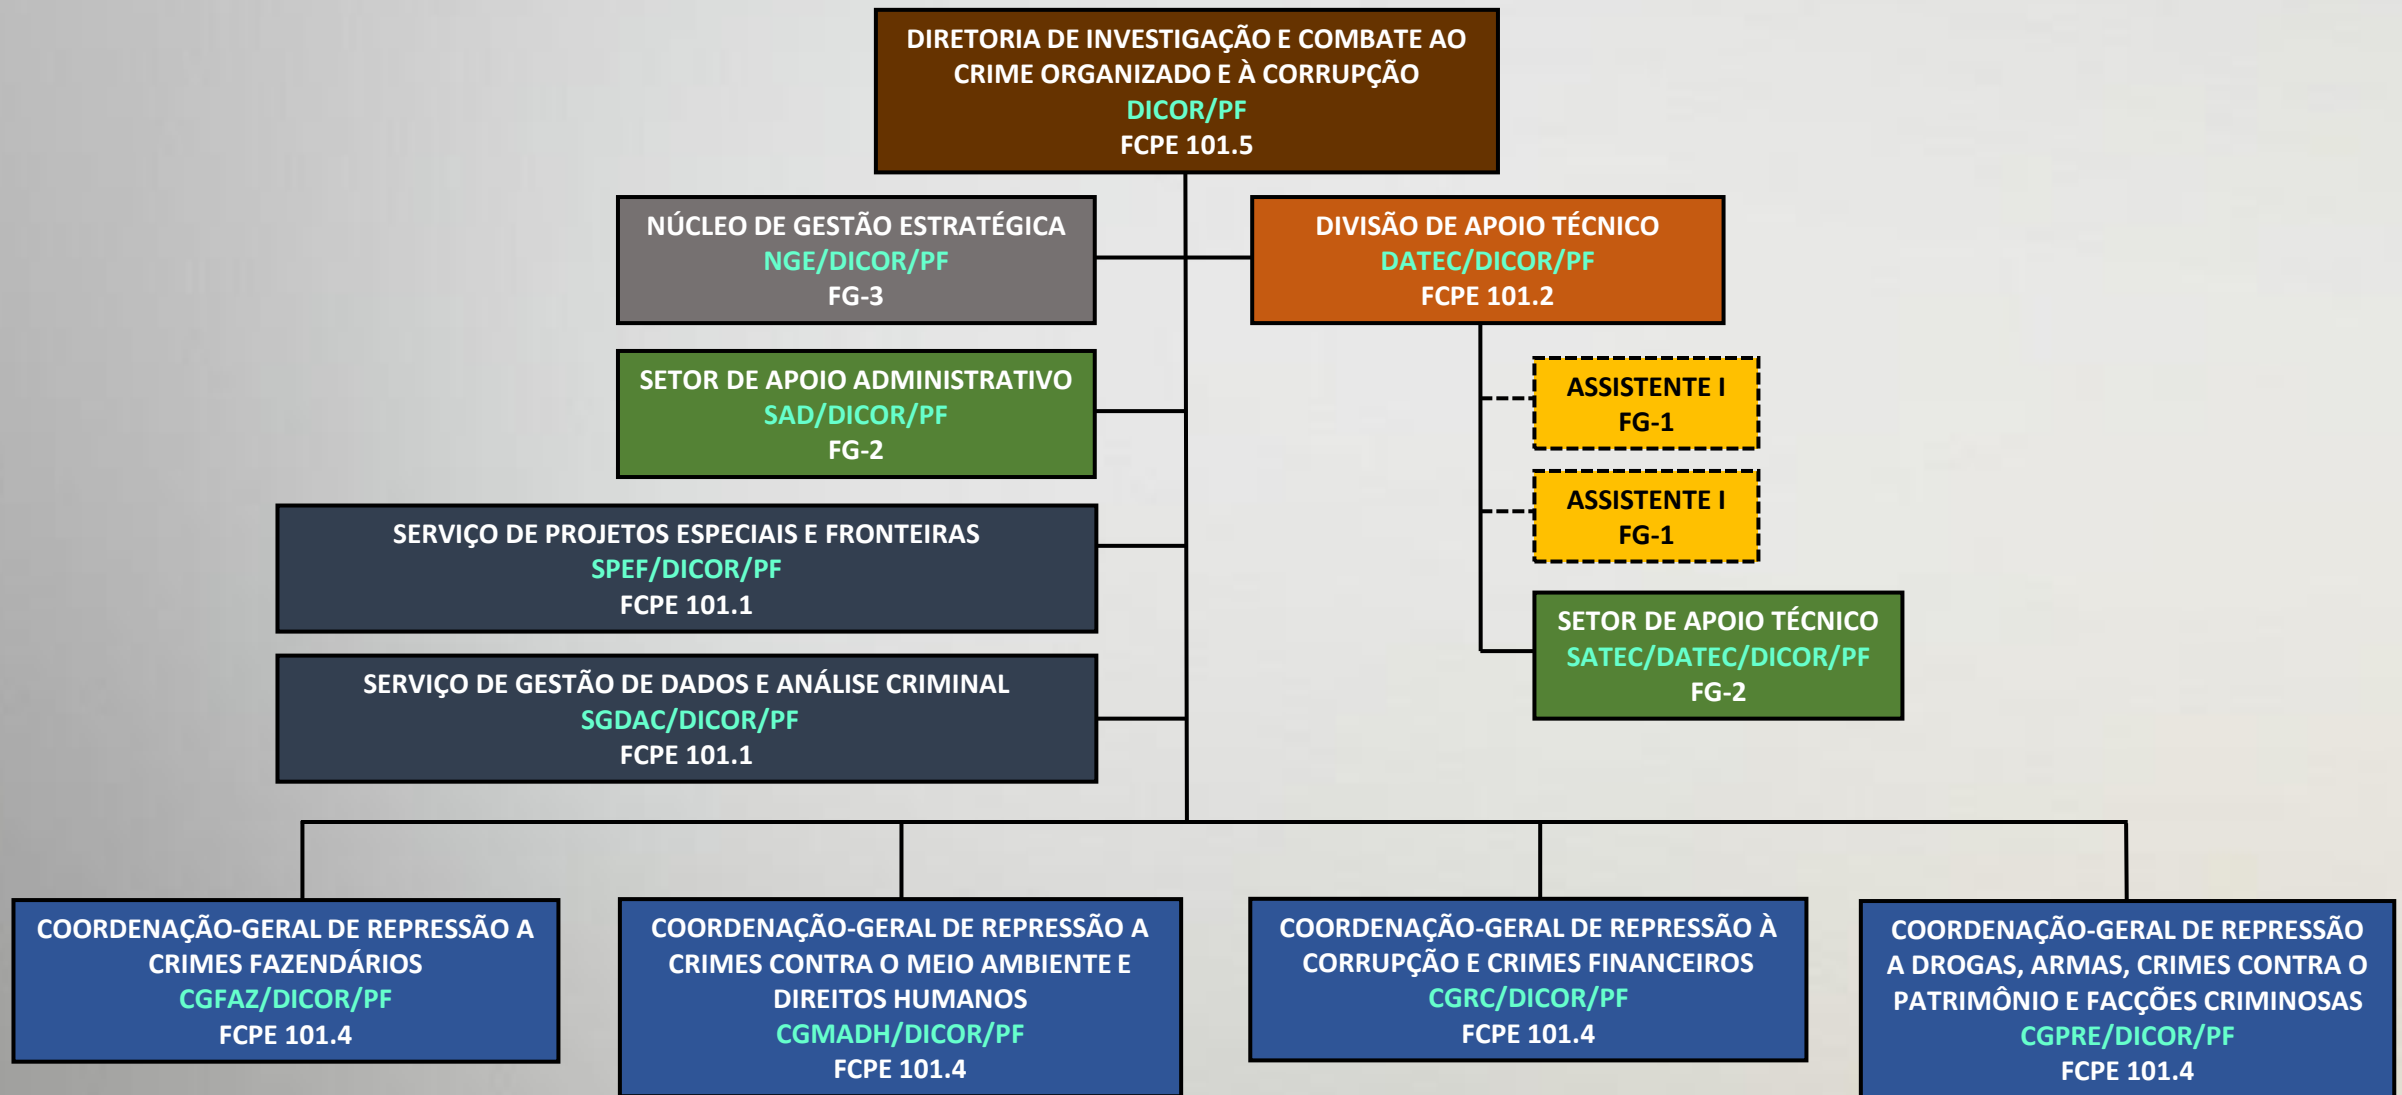 DIRETORIA DE INVESTIGAÇÃO E COMBATE AO
CRIME ORGANIZADO E À CORRUPÇÃO
DICOR/PF
FCPE 101.5
NÚCLEO DE GESTÃO ESTRATÉGICA
NGE/DICOR/PF
FG-3
DIVISÃO DE APOIO TÉCNICO
DATEC/DICOR/PF
FCPE 101.2
SETOR DE APOIO ADMINISTRATIVO
SAD/DICOR/PF
FG-2
ASSISTENTE I
FG-1
ASSISTENTE I
FG-1
SERVIÇO DE PROJETOS ESPECIAIS E FRONTEIRAS
SPEF/DICOR/PF
FCPE 101.1
SETOR DE APOIO TÉCNICO
SATEC/DATEC/DICOR/PF
FG-2
SERVIÇO DE GESTÃO DE DADOS E ANÁLISE CRIMINAL
SGDAC/DICOR/PF
FCPE 101.1
COORDENAÇÃO-GERAL DE REPRESSÃO A
CRIMES FAZENDÁRIOS
CGFAZ/DICOR/PF
FCPE 101.4
COORDENAÇÃO-GERAL DE REPRESSÃO A
CRIMES CONTRA O MEIO AMBIENTE E
DIREITOS HUMANOS
CGMADH/DICOR/PF
FCPE 101.4
COORDENAÇÃO-GERAL DE REPRESSÃO À
CORRUPÇÃO E CRIMES FINANCEIROS
CGRC/DICOR/PF
FCPE 101.4
COORDENAÇÃO-GERAL DE REPRESSÃO
A DROGAS, ARMAS, CRIMES CONTRA O
PATRIMÔNIO E FACÇÕES CRIMINOSAS
CGPRE/DICOR/PF
FCPE 101.4